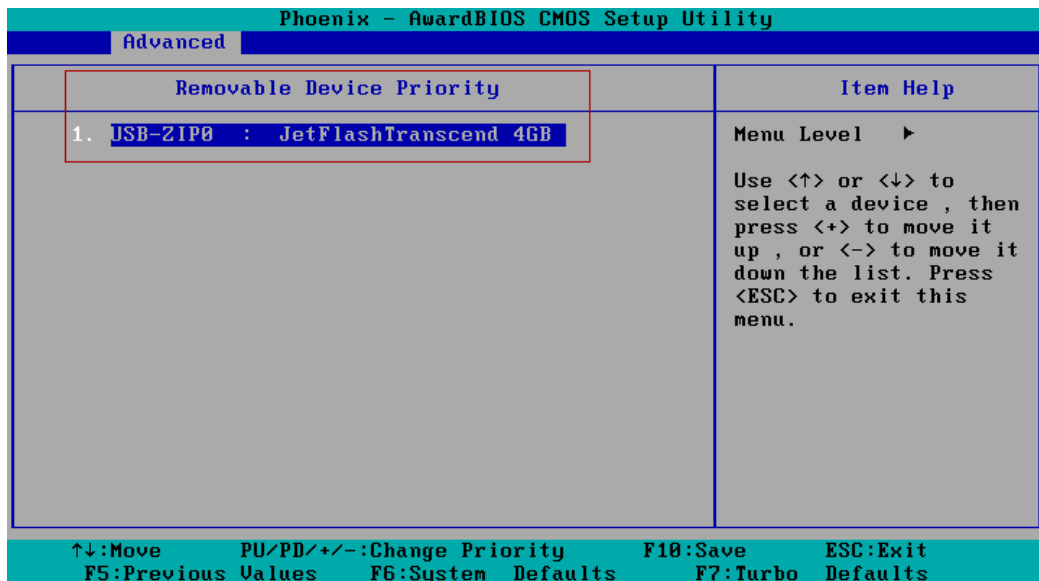 Phoenix - AwardBIOS CMOS Setup Utility
Advanced
Removable Device Priority
1. USB-ZIP0 : JetFlashTranscend 4GB
Item Help
Menu Level ►
Use <↑> or <↓> to
select a device , then
press <+> to move it
up , or <-> to move it
down the list. Press
<ESC> to exit this
menu.
↑↓:Move PU/PD/+/-:Change Priority F10:Save ESC:Exit
F5:Previous Values F6:System Defaults F7:Turbo Defaults